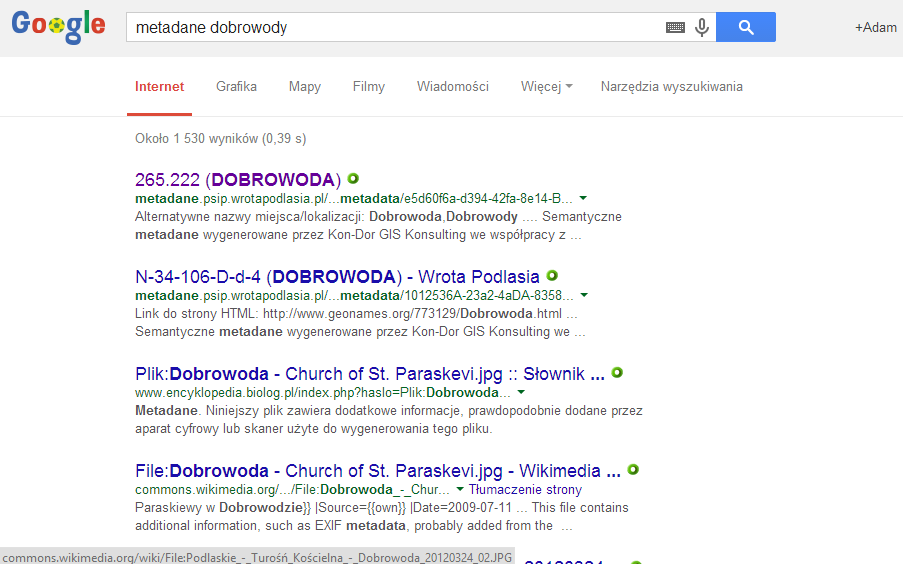 Google
metadane dobrowody
+Adam
Internet Grafika Mapy Filmy Wiadomości Więcej Narzędzia wyszukiwania
Około 1 530 wyników (0,39 s)
265.222 (DOBROWODA)
metadane.psip.wrotapodlasia.pl/...metadata/e5d60f6a-d394-42fa-8e14-B...
Alternatywne nazwy miejsca/lokalizacji: Dobrowoda,Dobrowody .... Semantyczne
metadane wygenerowane przez Kon-Dor GIS Konsulting we współpracy z ...
N-34-106-D-d-4 (DOBROWODA) - Wrota Podlasia
metadane.psip.wrotapodlasia.pl/...metadata/1012536A-23a2-4aDA-8358...
Link do strony HTML: http://www.geonames.org/773129/Dobrowoda.html ...
Semantyczne metadane wygenerowane przez Kon-Dor GIS Konsulting we ...
Plik:Dobrowoda - Church of St. Paraskevi.jpg :: Słownik ...
www.encyklopedia.biolog.pl/index.php?haslo=Plik:Dobrowoda...
Metadane. Niniejszy plik zawiera dodatkowe informacje, prawdopodobnie dodane przez
aparat cyfrowy lub skaner użyte do wygenerowania tego pliku.
File:Dobrowoda - Church of St. Paraskevi.jpg - Wikimedia ...
commons.wikimedia.org/.../File:Dobrowoda_-_Chur... Tłumaczenie strony
Paraskiewy w Dobrowodzie}} |Source={{own}} |Date=2009-07-11 ... This file contains
additional information, such as EXIF metadata, probably added from the ...
commons.wikimedia.org/wiki/File:Podlaskie_-_Turośń_Kościelna_-_Dobrowoda_20120324_02.JPG